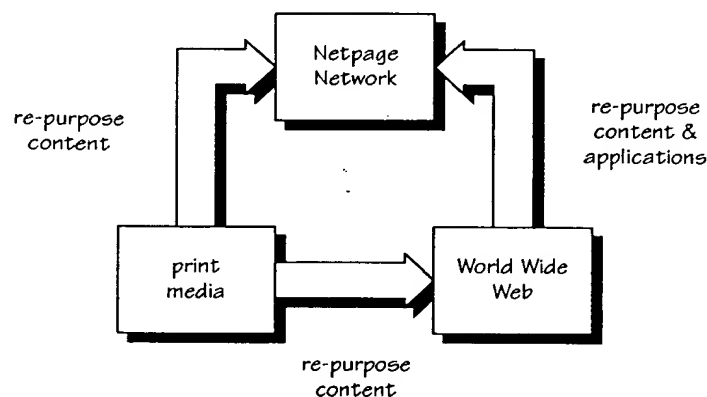 Netpage
Network
re-purpose
content
re-purpose
content &
applications
print
media
World Wide
Web
re-purpose
content